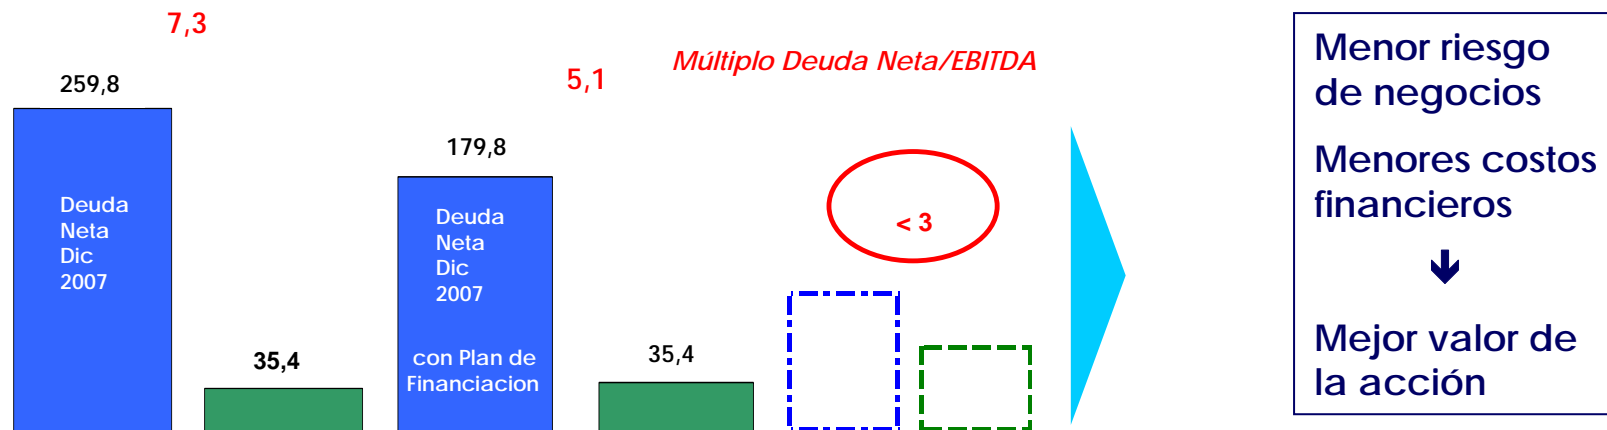 7,3
259,8
Deuda
Neta
Dic
2007
35,4
5,1
179,8
Deuda
Neta
Dic
2007
con Plan de
Financiacion
35,4
Múltiplo Deuda Neta/EBITDA
< 3
Menor riesgo
de negocios
Menores costos
financieros
Mejor valor de
la acción